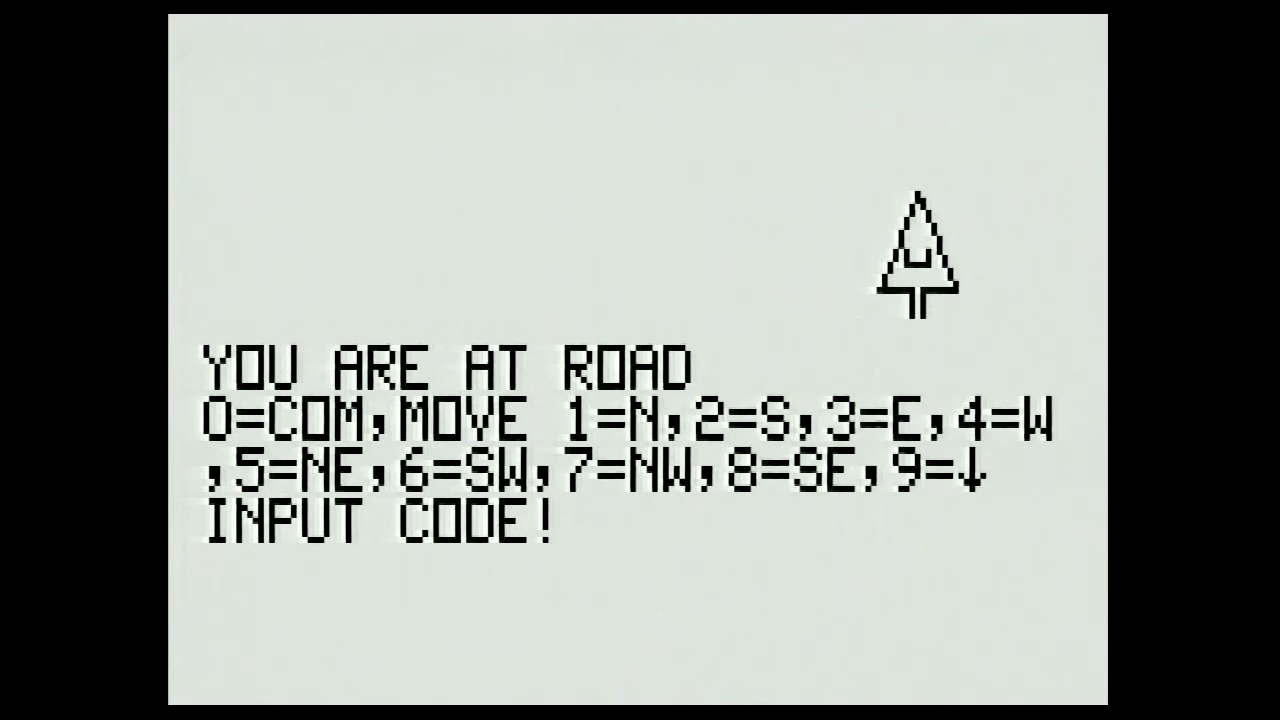 YOU ARE AT ROAD
0=COM,MOVE 1=N,2=S,3=E,4=W
,5=NE,6=SW,7=NW,8=SE,9=↓
INPUT CODE!